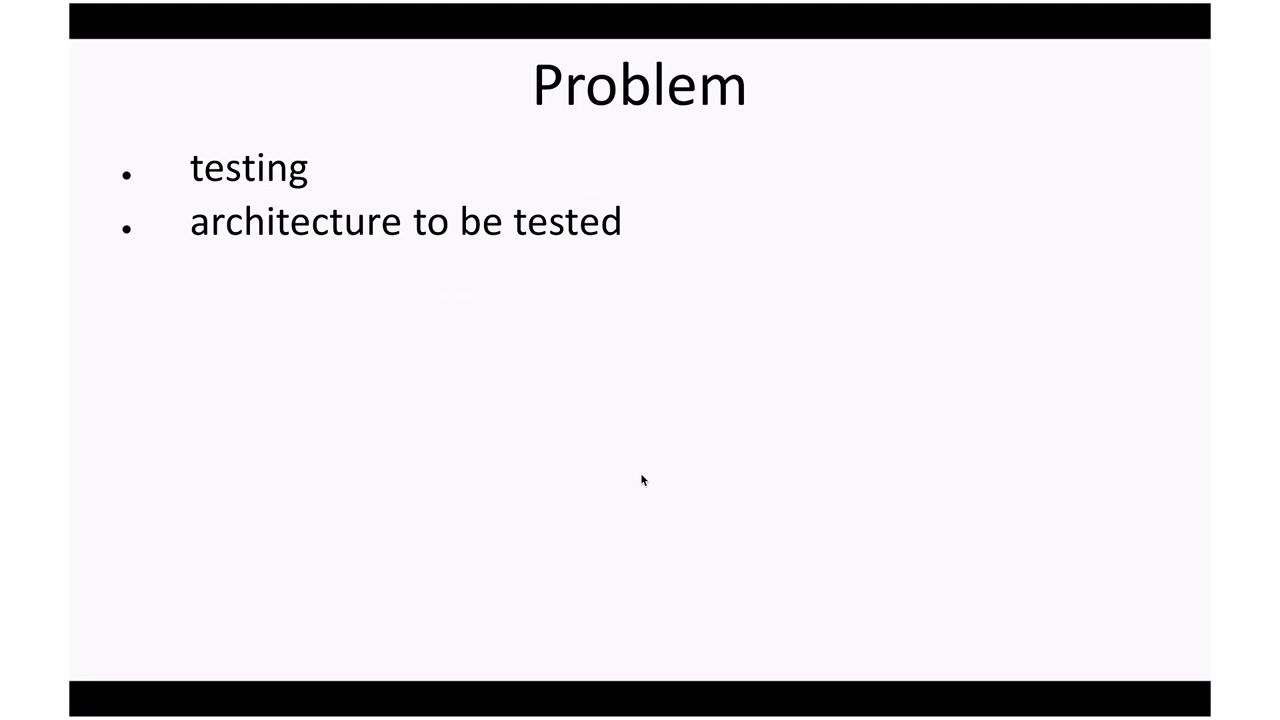 Problem
• testing
• architecture to be tested